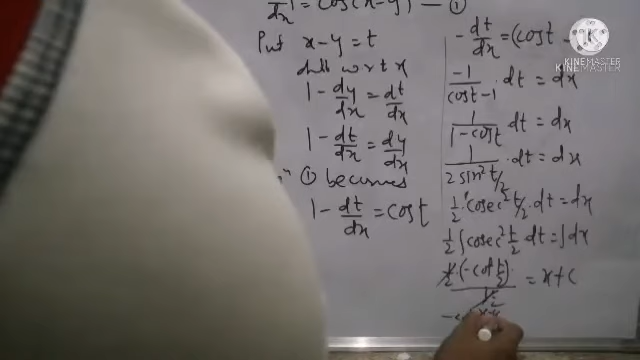 dx = cos(x-y) — ①
Put x-y = t
diff w r t x
1 - dy/dx = dt/dx
1 - dt/dx = dy/dx
① becomes
1 - dt/dx = cos t
- dt/dx = (cos t
-1/(cos t - 1) . dt = dx
1/(1 - cos t) dt = dx
1/(2 sin² t/2) . dt = dx
1/2 . cosec² t/2 . dt = dx
1/2 ∫ cosec² t/2 dt = ∫ dx
1/2 (-cot t/2) / 1/2 = x + C
KINEMASTER